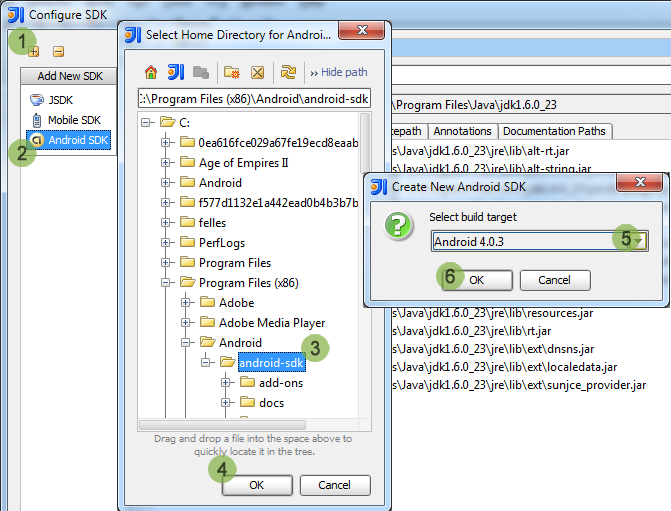 Configure SDK
1
Add New SDK
JSDK
Mobile SDK
2
Android SDK
Select Home Directory for Androi...
Hide path
:\Program Files (x86)\Android\android-sdk
C:
0ea616fce029a67fe19ecd8eaab
Age of Empires II
Android
f577d1132e1a442ead0b4b3b7b
felles
PerfLogs
Program Files
Program Files (x86)
Adobe
Adobe Media Player
Android
3
android-sdk
add-ons
docs
Drag and drop a file into the space above to
quickly locate it in the tree.
4
OK
Cancel
\Program Files\Java\jdk1.6.0_23
epath Annotations Documentation Paths
s\Java\jdk1.6.0_23\jre\lib\alt-rt.jar
s\Java\jdk1.6.0_23\jre\lib\alt-string.jar
Create New Android SDK
Select build target
Android 4.0.3
5
6
OK
Cancel
s\Java\jdk1.6.0_23\jre\lib\resources.jar
s\Java\jdk1.6.0_23\jre\lib\rt.jar
s\Java\jdk1.6.0_23\jre\lib\ext\dnsns.jar
s\Java\jdk1.6.0_23\jre\lib\ext\localedata.jar
s\Java\jdk1.6.0_23\jre\lib\ext\sunjce_provider.jar